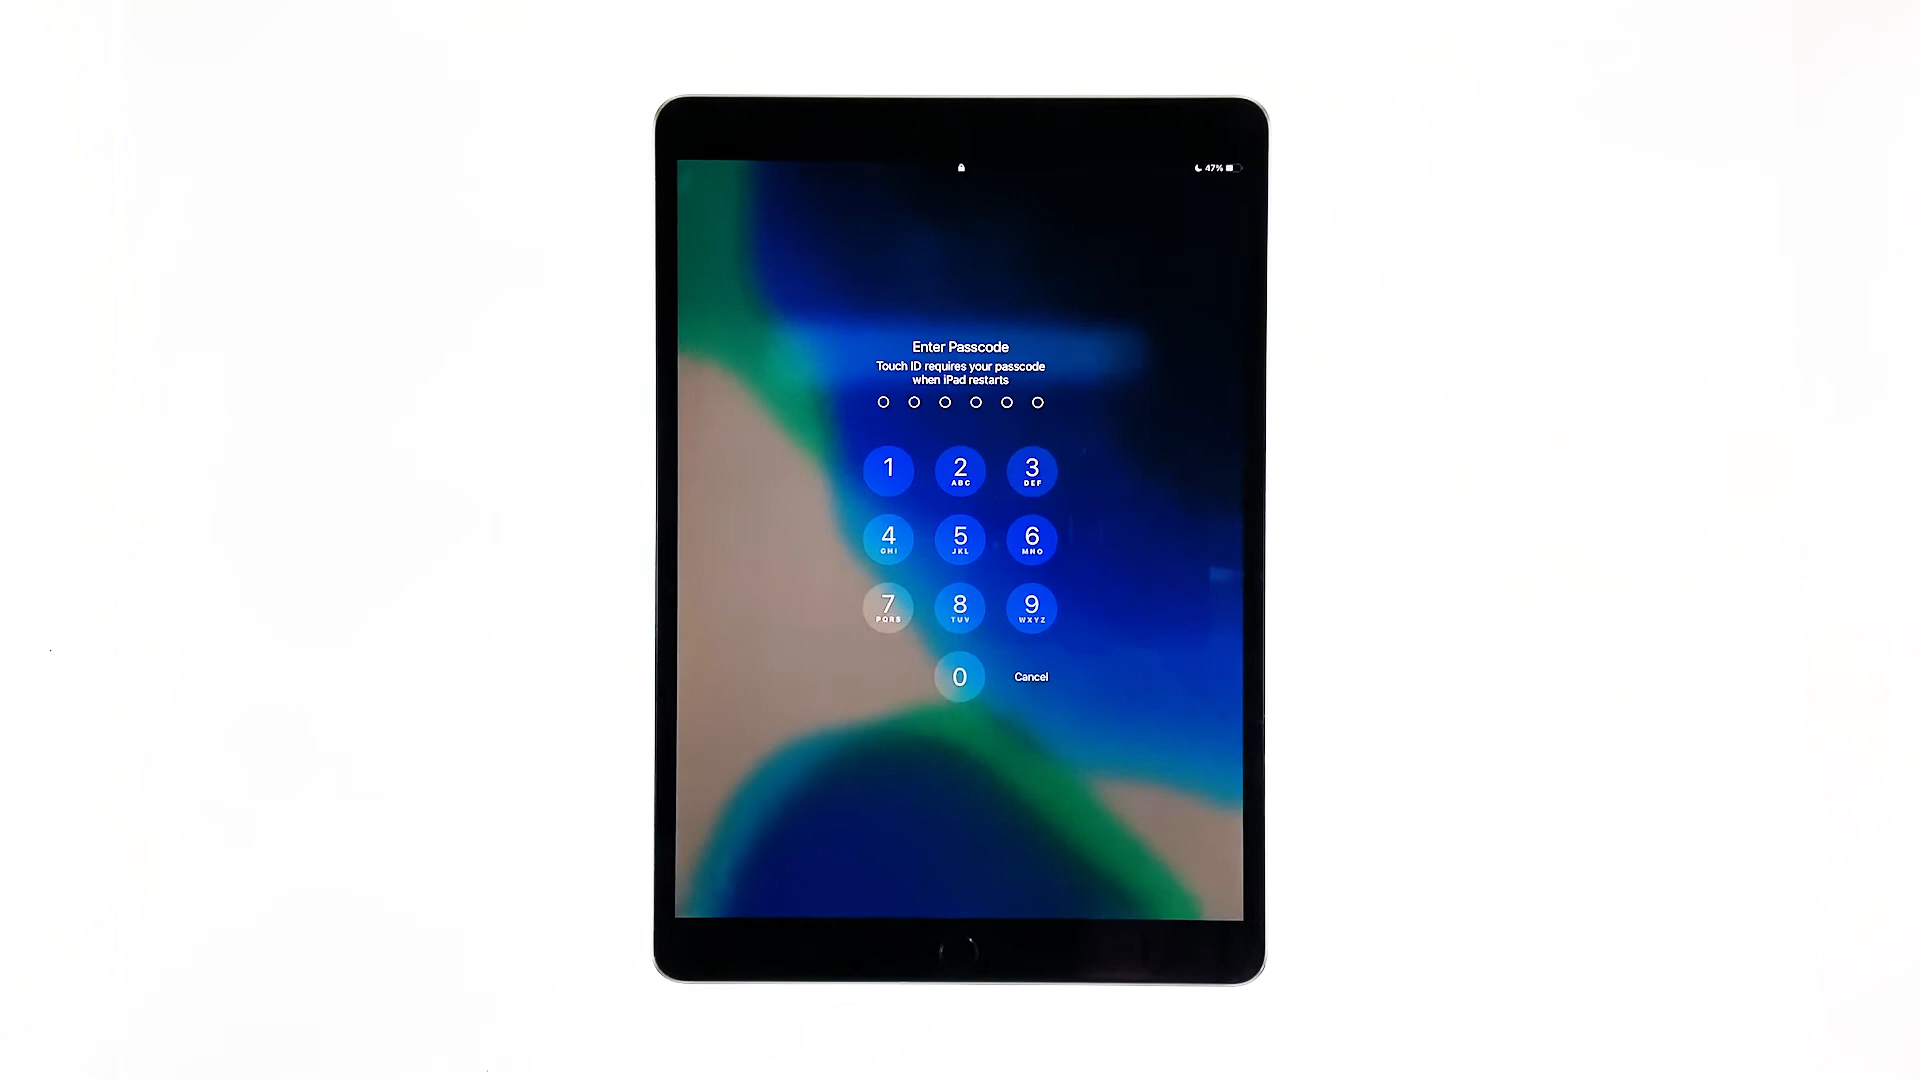 47%
Enter Passcode
Touch ID requires your passcode
when iPad restarts
1 2 3
ABC DEF
4 5 6
GHI JKL MNO
7 8 9
PQRS TUV WXYZ
0 Cancel